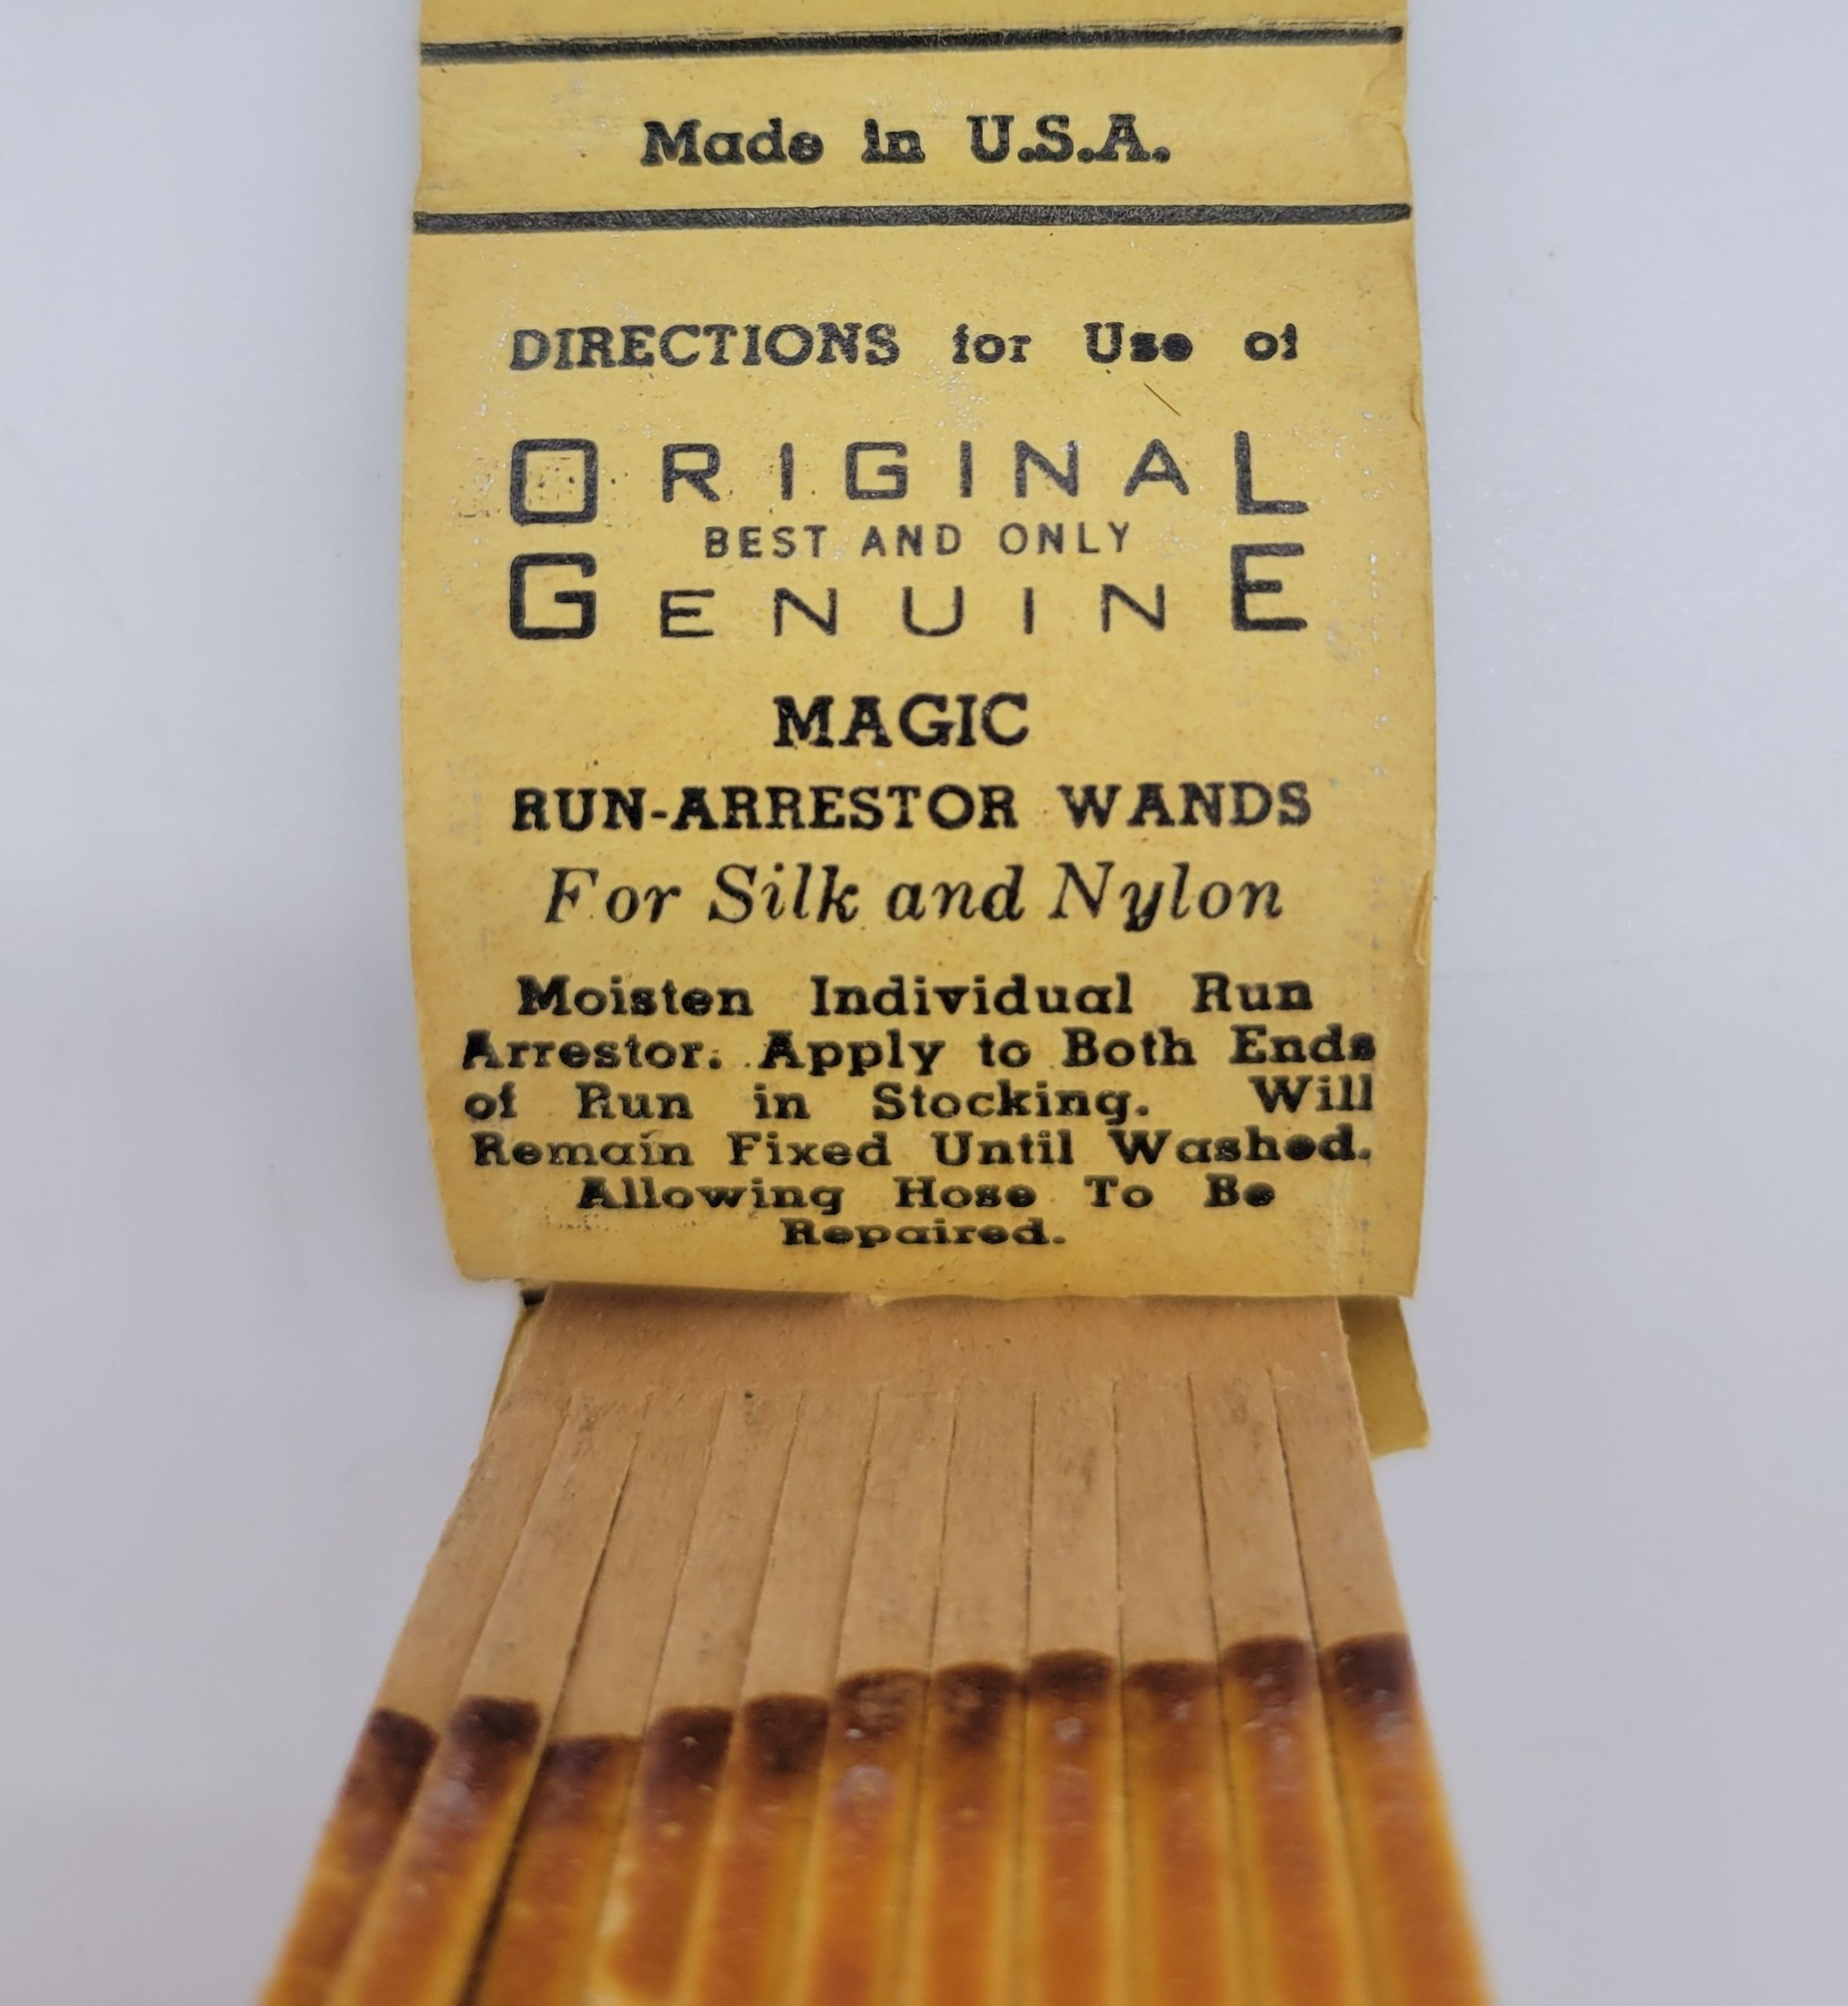 Made in U.S.A.
DIRECTIONS for Use of
ORIGINAL
BEST AND ONLY
GENUINE
MAGIC
RUN-ARRESTOR WANDS
For Silk and Nylon
Moisten Individual Run
Arrestor. Apply to Both Ends
of Run in Stocking. Will
Remain Fixed Until Washed.
Allowing Hose To Be
Repaired.